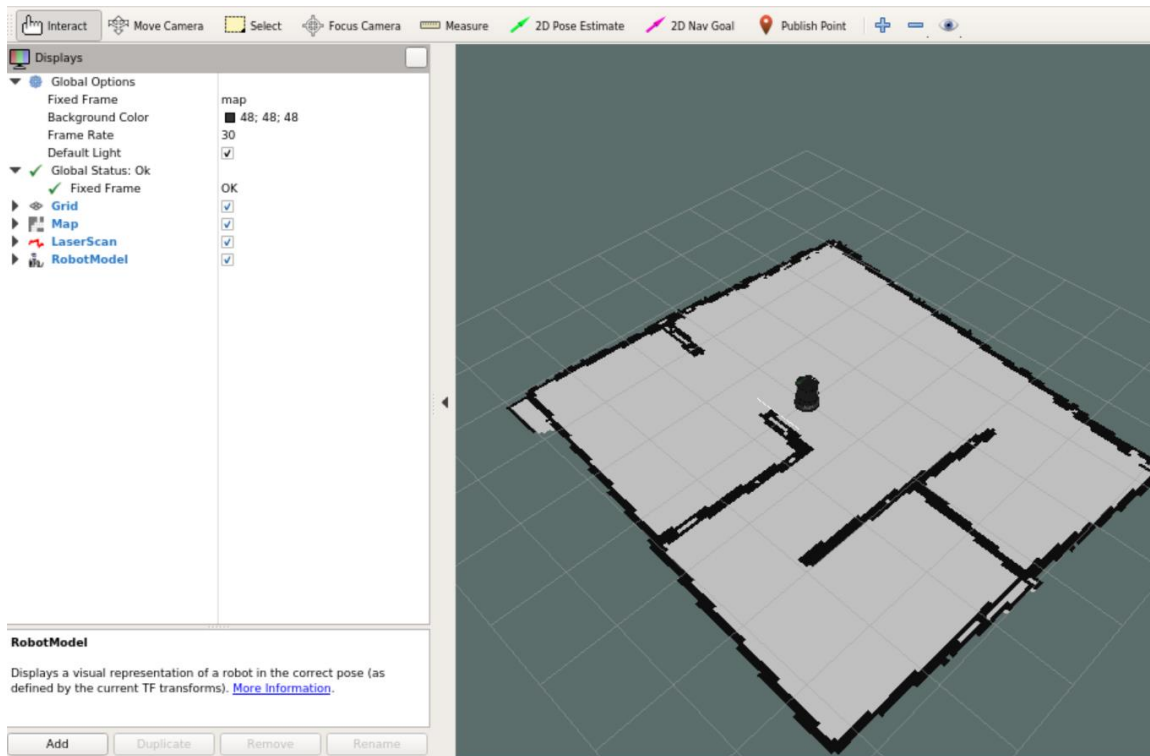 Interact Move Camera Select Focus Camera Measure 2D Pose Estimate 2D Nav Goal Publish Point
Displays
Global Options
Fixed Frame map
Background Color 48; 48; 48
Frame Rate 30
Default Light
Global Status: Ok
Fixed Frame OK
Grid
Map
LaserScan
RobotModel
RobotModel
Displays a visual representation of a robot in the correct pose (as
defined by the current TF transforms). More Information.
Add Duplicate Remove Rename